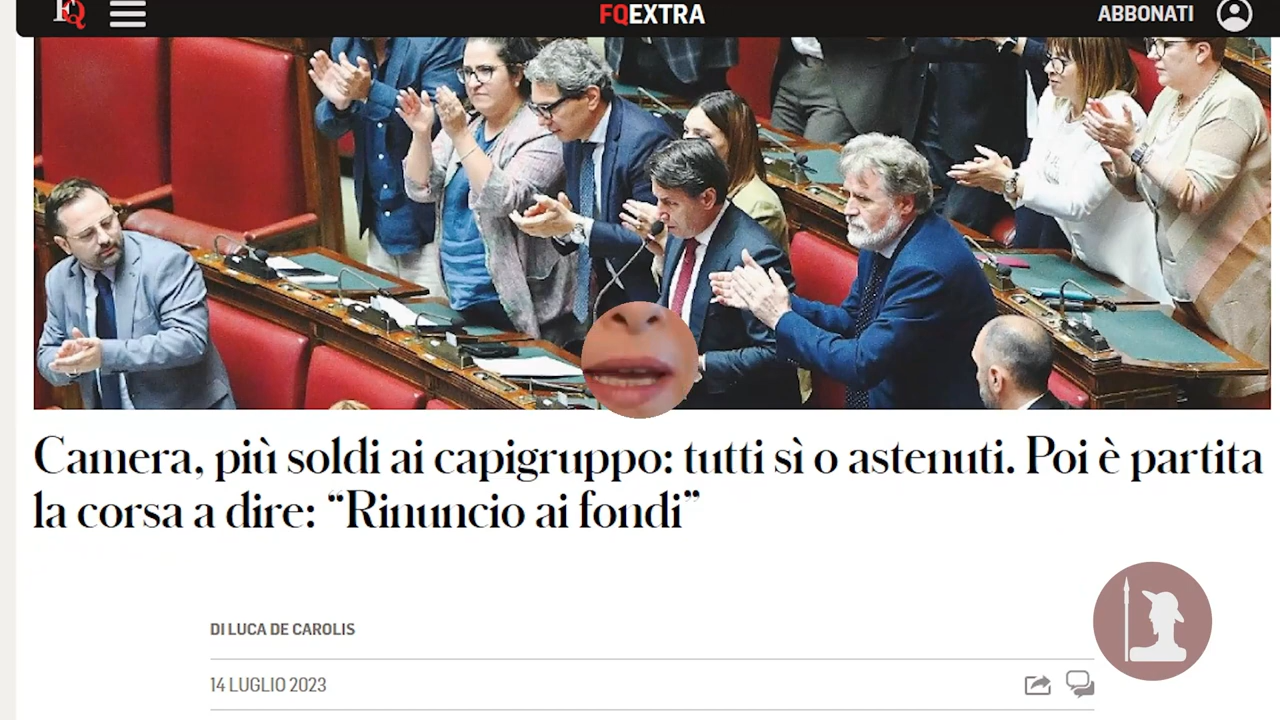 FQ
FQEXTRA
ABBONATI
Camera, più soldi ai capigruppo: tutti sì o astenuti. Poi è partita
la corsa a dire: “Rinuncio ai fondi”
DI LUCA DE CAROLIS
14 LUGLIO 2023